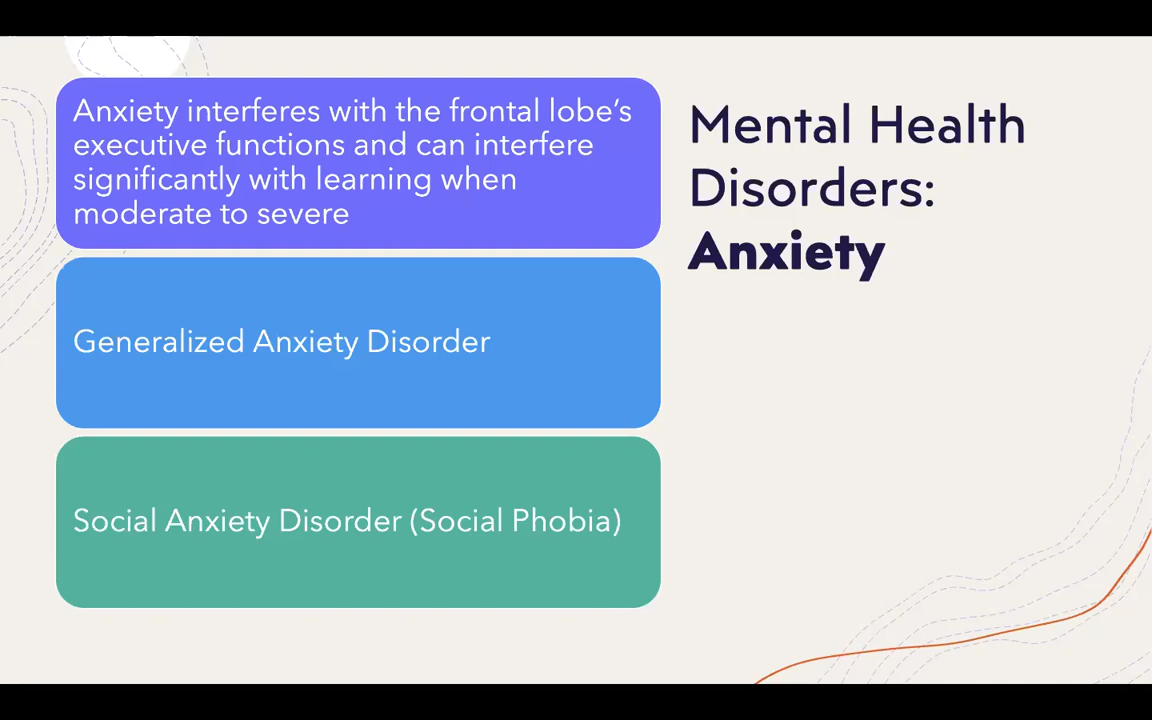 Anxiety interferes with the frontal lobe’s
executive functions and can interfere
significantly with learning when
moderate to severe
Generalized Anxiety Disorder
Social Anxiety Disorder (Social Phobia)
Mental Health
Disorders:
Anxiety